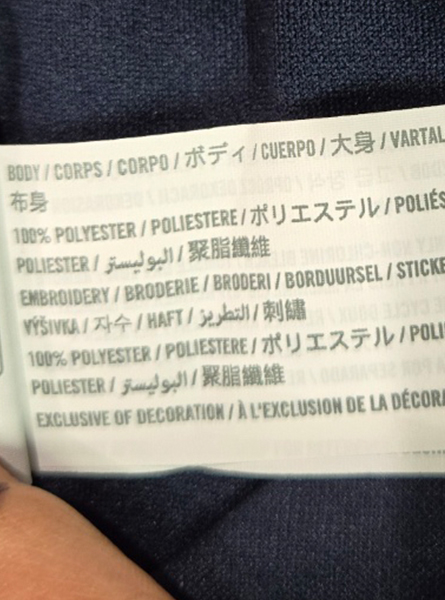 BODY / CORPS / CORPO / ボディ / CUERPO / 大身 / VARTAL
布身
100% POLYESTER / POLIESTERE / ポリエステル / POLIÉS
POLIESTER / البوليستر / 聚脂纖維
EMBROIDERY / BRODERIE / BRODERI / BORDUURSEL / STICKE
VÝŠIVKA / 자수 / HAFT / التطريز / 刺繡
100% POLYESTER / POLIESTERE / ポリエステル / POLI
POLIESTER / البوليستر / 聚脂纖維
EXCLUSIVE OF DECORATION / À L'EXCLUSION DE LA DÉCORA